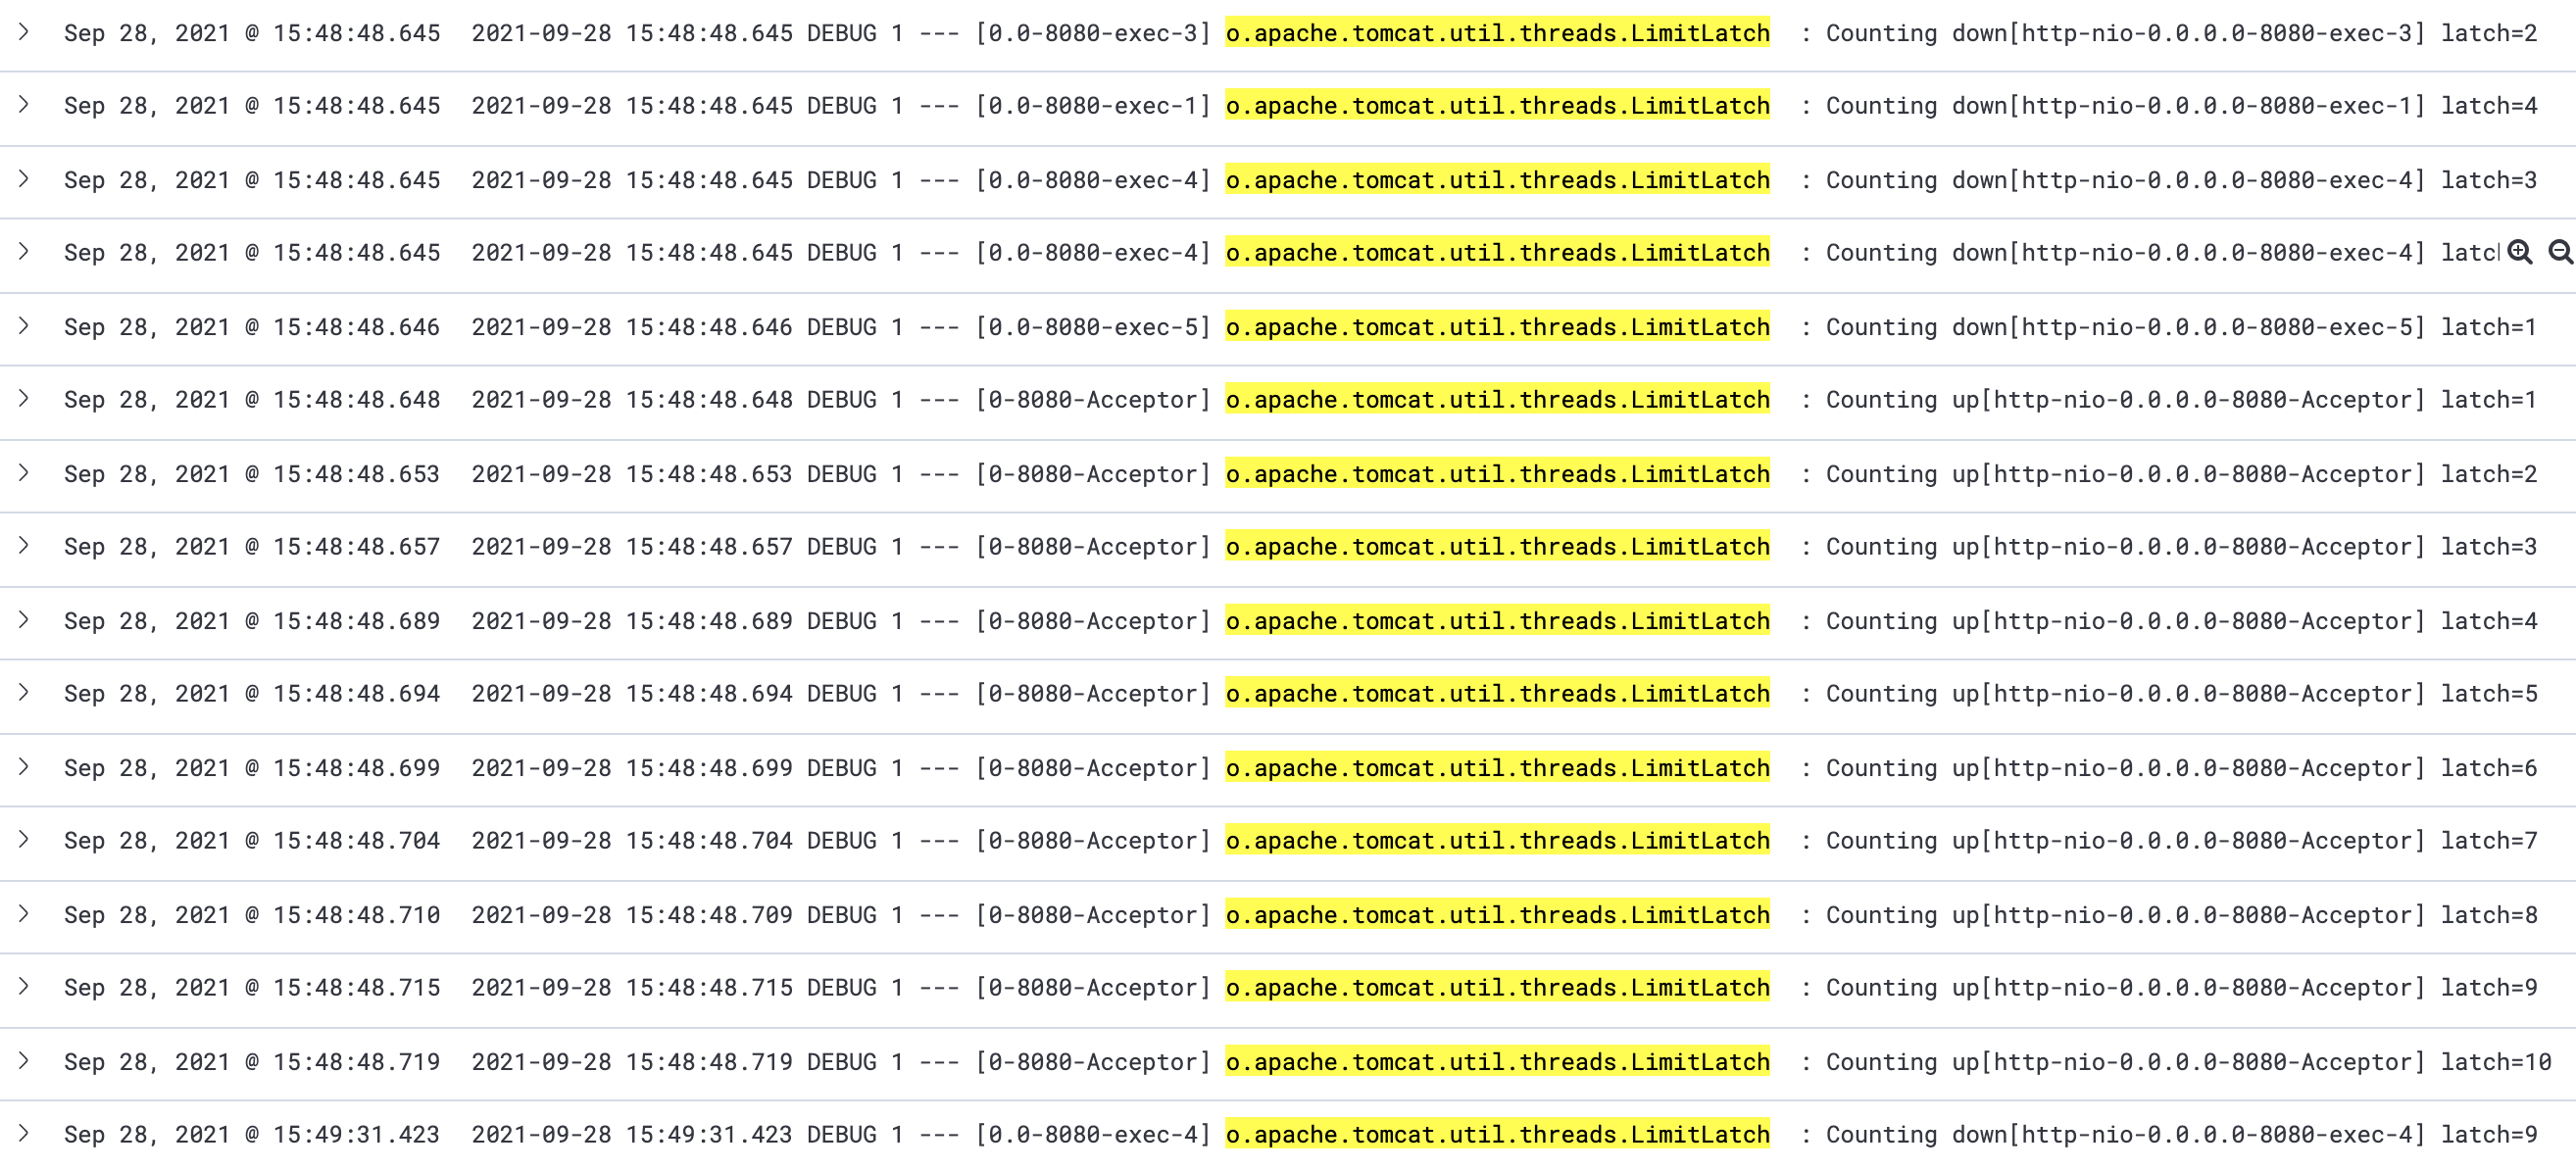 Sep 28, 2021 @ 15:48:48.645 2021-09-28 15:48:48.645 DEBUG 1 --- [0.0-8080-exec-3] o.apache.tomcat.util.threads.LimitLatch : Counting down[http-nio-0.0.0.0-8080-exec-3] latch=2
Sep 28, 2021 @ 15:48:48.645 2021-09-28 15:48:48.645 DEBUG 1 --- [0.0-8080-exec-1] o.apache.tomcat.util.threads.LimitLatch : Counting down[http-nio-0.0.0.0-8080-exec-1] latch=4
Sep 28, 2021 @ 15:48:48.645 2021-09-28 15:48:48.645 DEBUG 1 --- [0.0-8080-exec-4] o.apache.tomcat.util.threads.LimitLatch : Counting down[http-nio-0.0.0.0-8080-exec-4] latch=3
Sep 28, 2021 @ 15:48:48.645 2021-09-28 15:48:48.645 DEBUG 1 --- [0.0-8080-exec-4] o.apache.tomcat.util.threads.LimitLatch : Counting down[http-nio-0.0.0.0-8080-exec-4]
Sep 28, 2021 @ 15:48:48.646 2021-09-28 15:48:48.646 DEBUG 1 --- [0.0-8080-exec-5] o.apache.tomcat.util.threads.LimitLatch : Counting down[http-nio-0.0.0.0-8080-exec-5] latch=1
Sep 28, 2021 @ 15:48:48.648 2021-09-28 15:48:48.648 DEBUG 1 --- [0-8080-Acceptor] o.apache.tomcat.util.threads.LimitLatch : Counting up[http-nio-0.0.0.0-8080-Acceptor] latch=1
Sep 28, 2021 @ 15:48:48.653 2021-09-28 15:48:48.653 DEBUG 1 --- [0-8080-Acceptor] o.apache.tomcat.util.threads.LimitLatch : Counting up[http-nio-0.0.0.0-8080-Acceptor] latch=2
Sep 28, 2021 @ 15:48:48.657 2021-09-28 15:48:48.657 DEBUG 1 --- [0-8080-Acceptor] o.apache.tomcat.util.threads.LimitLatch : Counting up[http-nio-0.0.0.0-8080-Acceptor] latch=3
Sep 28, 2021 @ 15:48:48.689 2021-09-28 15:48:48.689 DEBUG 1 --- [0-8080-Acceptor] o.apache.tomcat.util.threads.LimitLatch : Counting up[http-nio-0.0.0.0-8080-Acceptor] latch=4
Sep 28, 2021 @ 15:48:48.694 2021-09-28 15:48:48.694 DEBUG 1 --- [0-8080-Acceptor] o.apache.tomcat.util.threads.LimitLatch : Counting up[http-nio-0.0.0.0-8080-Acceptor] latch=5
Sep 28, 2021 @ 15:48:48.699 2021-09-28 15:48:48.699 DEBUG 1 --- [0-8080-Acceptor] o.apache.tomcat.util.threads.LimitLatch : Counting up[http-nio-0.0.0.0-8080-Acceptor] latch=6
Sep 28, 2021 @ 15:48:48.704 2021-09-28 15:48:48.704 DEBUG 1 --- [0-8080-Acceptor] o.apache.tomcat.util.threads.LimitLatch : Counting up[http-nio-0.0.0.0-8080-Acceptor] latch=7
Sep 28, 2021 @ 15:48:48.710 2021-09-28 15:48:48.709 DEBUG 1 --- [0-8080-Acceptor] o.apache.tomcat.util.threads.LimitLatch : Counting up[http-nio-0.0.0.0-8080-Acceptor] latch=8
Sep 28, 2021 @ 15:48:48.715 2021-09-28 15:48:48.715 DEBUG 1 --- [0-8080-Acceptor] o.apache.tomcat.util.threads.LimitLatch : Counting up[http-nio-0.0.0.0-8080-Acceptor] latch=9
Sep 28, 2021 @ 15:48:48.719 2021-09-28 15:48:48.719 DEBUG 1 --- [0-8080-Acceptor] o.apache.tomcat.util.threads.LimitLatch : Counting up[http-nio-0.0.0.0-8080-Acceptor] latch=10
Sep 28, 2021 @ 15:49:31.423 2021-09-28 15:49:31.423 DEBUG 1 --- [0.0-8080-exec-4] o.apache.tomcat.util.threads.LimitLatch : Counting down[http-nio-0.0.0.0-8080-exec-4] latch=9